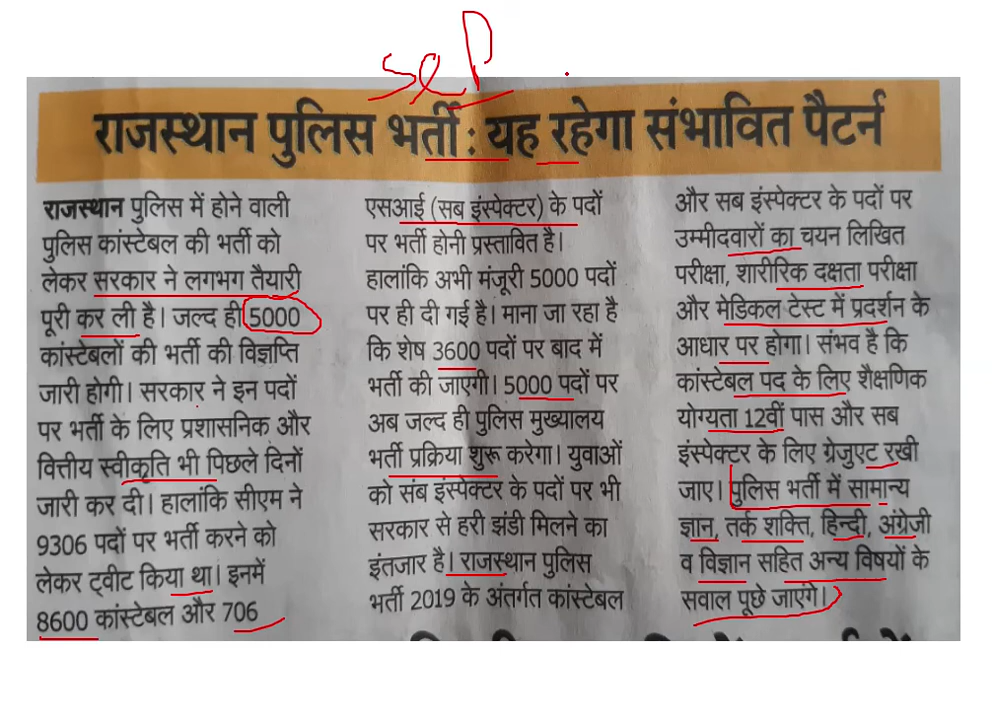 sep
राजस्थान पुलिस भर्ती : यह रहेगा संभावित पैटर्न
राजस्थान पुलिस में होने वाली
पुलिस कांस्टेबल की भर्ती को
लेकर सरकार ने लगभग तैयारी
पूरी कर ली है। जल्द ही 5000
कांस्टेबलों की भर्ती की विज्ञप्ति
जारी होगी। सरकार ने इन पदों
पर भर्ती के लिए प्रशासनिक और
वित्तीय स्वीकृति भी पिछले दिनों
जारी कर दी। हालांकि सीएम ने
9306 पदों पर भर्ती करने को
लेकर ट्वीट किया था। इनमें
8600 कांस्टेबल और 706
एसआई (सब इंस्पेक्टर) के पदों
पर भर्ती होनी प्रस्तावित है।
हालांकि अभी मंजूरी 5000 पदों
पर ही दी गई है। माना जा रहा है
कि शेष 3600 पदों पर बाद में
भर्ती की जाएगी। 5000 पदों पर
अब जल्द ही पुलिस मुख्यालय
भर्ती प्रक्रिया शुरू करेगा। युवाओं
को संब इंस्पेक्टर के पदों पर भी
सरकार से हरी झंडी मिलने का
इंतजार है। राजस्थान पुलिस
भर्ती 2019 के अंतर्गत कांस्टेबल
और सब इंस्पेक्टर के पदों पर
उम्मीदवारों का चयन लिखित
परीक्षा, शारीरिक दक्षता परीक्षा
और मेडिकल टेस्ट में प्रदर्शन के
आधार पर होगा। संभव है कि
कांस्टेबल पद के लिए शैक्षणिक
योग्यता 12वीं पास और सब
इंस्पेक्टर के लिए ग्रेजुएट रखी
जाए। पुलिस भर्ती में सामान्य
ज्ञान, तर्क शक्ति, हिन्दी, अंग्रेजी
व विज्ञान सहित अन्य विषयों के
सवाल पूछे जाएंगे।